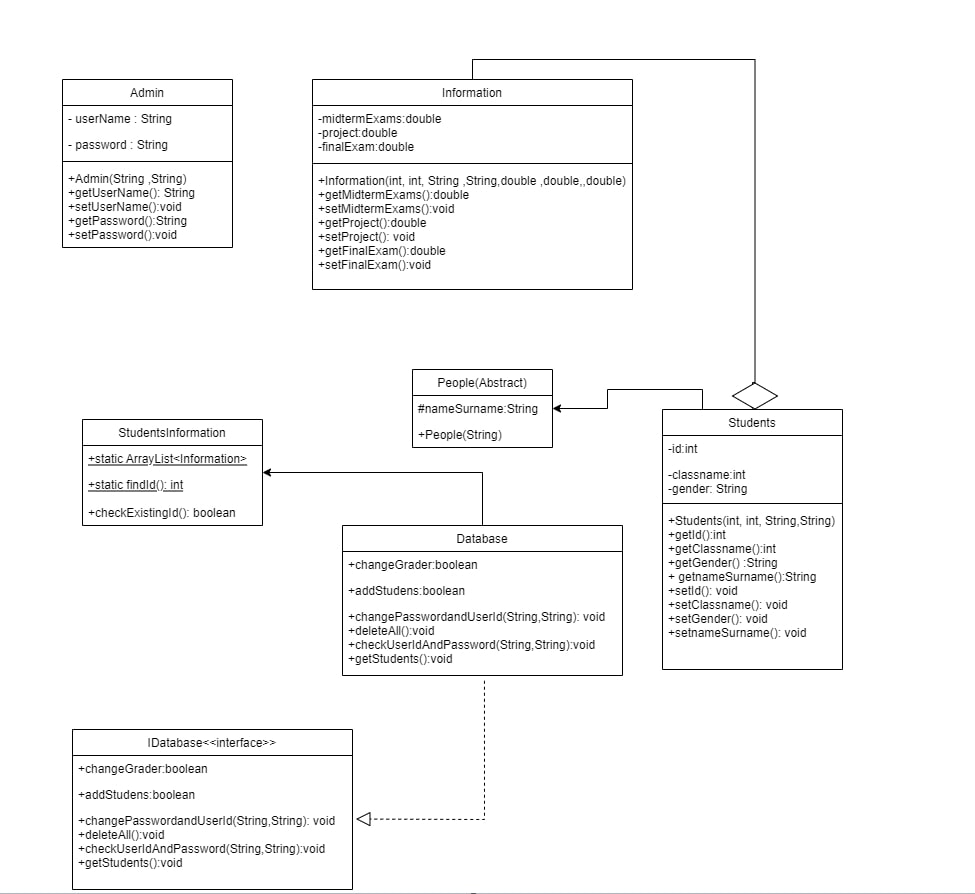 Admin
- userName : String
- password : String
+Admin(String ,String)
+getUserName(): String
+setUserName():void
+getPassword():String
+setPassword():void
Information
-midtermExams:double
-project:double
-finalExam:double
+Information(int, int, String ,String,double ,double,,double)
+getMidtermExams():double
+setMidtermExams():void
+getProject():double
+setProject(): void
+getFinalExam():double
+setFinalExam():void
People(Abstract)
#nameSurname:String
+People(String)
Students
-id:int
-classname:int
-gender: String
+Students(int, int, String,String)
+getId():int
+getClassname():int
+getGender() :String
+ getnameSurname():String
+setId(): void
+setClassname(): void
+setGender(): void
+setnameSurname(): void
StudentsInformation
+static ArrayList<Information>
+static findId(): int
+checkExistingId(): boolean
Database
+changeGrader:boolean
+addStudens:boolean
+changePasswordandUserId(String,String): void
+deleteAll():void
+checkUserIdAndPassword(String,String):void
+getStudents():void
IDatabase<<interface>>
+changeGrader:boolean
+addStudens:boolean
+changePasswordandUserId(String,String): void
+deleteAll():void
+checkUserIdAndPassword(String,String):void
+getStudents():void